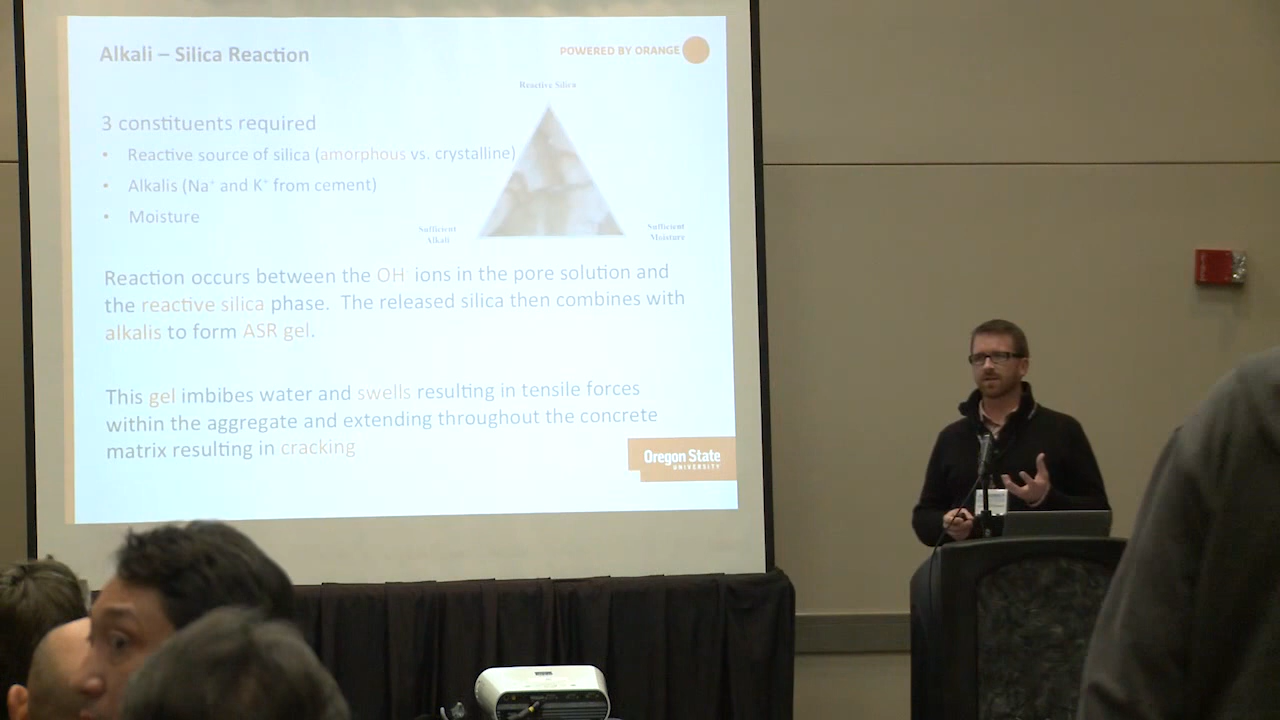 Alkali – Silica Reaction
POWERED BY ORANGE
Reactive Silica
3 constituents required
• Reactive source of silica (amorphous vs. crystalline)
• Alkalis (Na⁺ and K⁺ from cement)
• Moisture
Sufficient
Alkali
Sufficient
Moisture
Reaction occurs between the OH⁻ ions in the pore solution and
the reactive silica phase. The released silica then combines with
alkalis to form ASR gel.
This gel imbibes water and swells resulting in tensile forces
within the aggregate and extending throughout the concrete
matrix resulting in cracking
Oregon State
UNIVERSITY